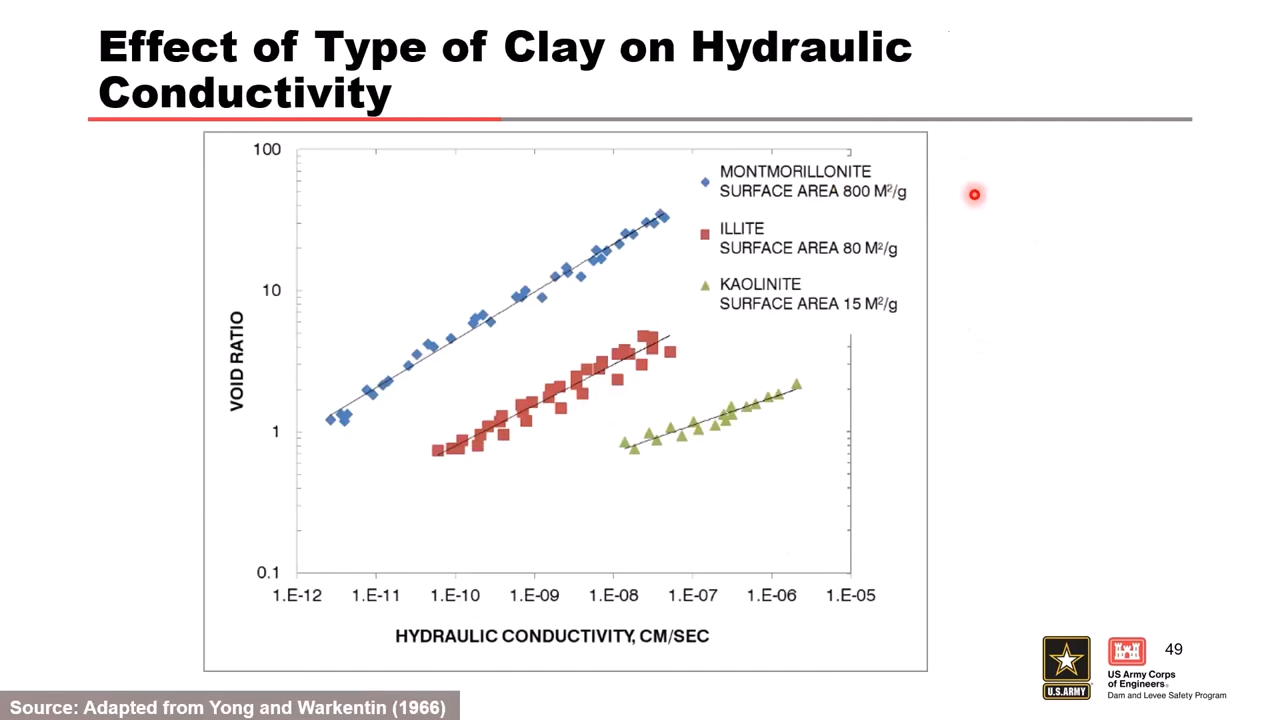 Effect of Type of Clay on Hydraulic
Conductivity
100
10
1
0.1
VOID RATIO
MONTMORILLONITE
SURFACE AREA 800 M²/g
ILLITE
SURFACE AREA 80 M²/g
KAOLINITE
SURFACE AREA 15 M²/g
1.E-12 1.E-11 1.E-10 1.E-09 1.E-08 1.E-07 1.E-06 1.E-05
HYDRAULIC CONDUCTIVITY, CM/SEC
49
U.S.ARMY
US Army Corps
of Engineers®
Dam and Levee Safety Program
Source: Adapted from Yong and Warkentin (1966)